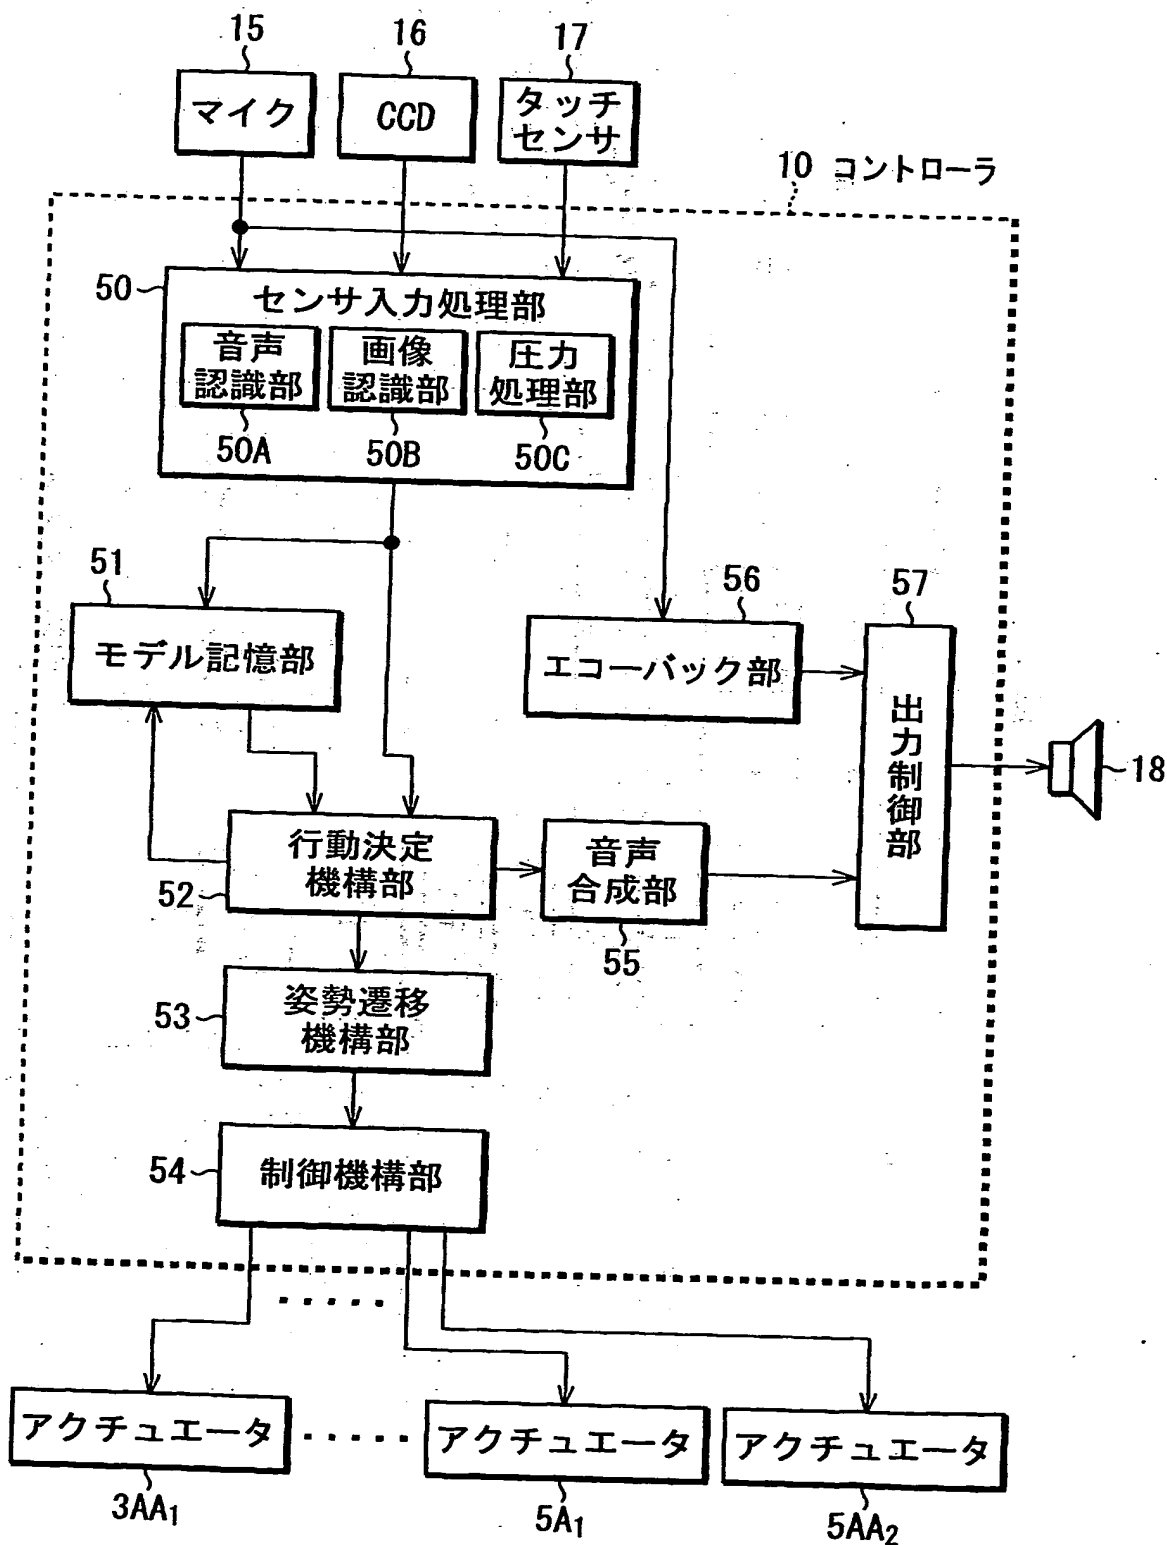 15
16
17
マイク
CCD
タッチ
センサ
10 コントローラ
50
センサ入力処理部
音声
認識部
画像
認識部
圧力
処理部
50A
50B
50C
51
モデル記憶部
56
エコーバック部
57
出力制御部
18
行動決定
機構部
52
音声
合成部
55
53
姿勢遷移
機構部
54
制御機構部
アクチュエータ
アクチュエータ
アクチュエータ
3AA1
5A1
5AA2